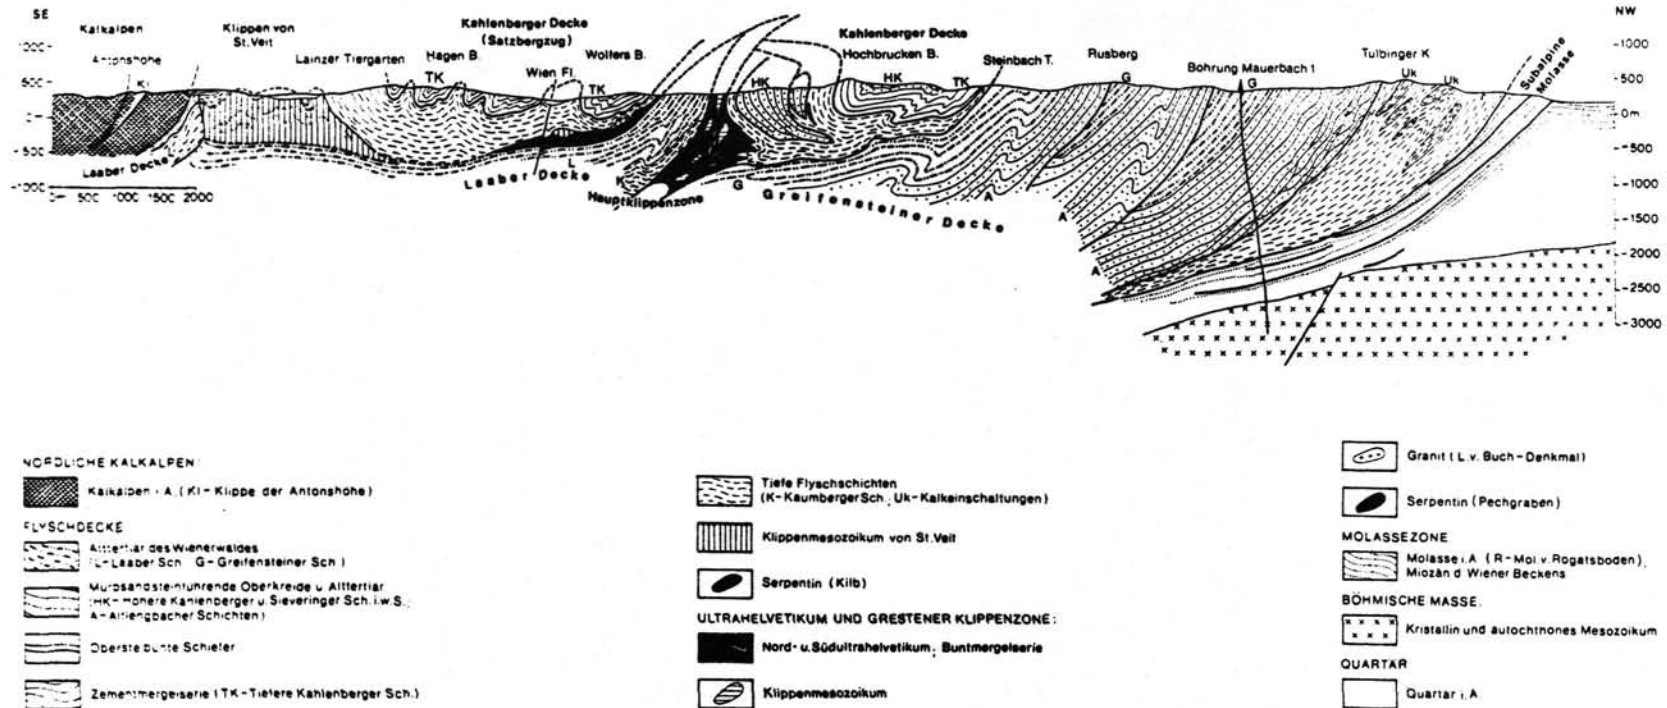 SE
NW
Kalkalpen
Klippen von
St. Veit
Kahlenberger Decke
(Satzbergzug)
Kahlenberger Decke
Antonshöhe
Lainzer Tiergarten
Hagen B.
Wolfers B.
Hochbrucken B.
Steinbach T.
Rusberg
Tulbinger K
Subalpine
Molasse
Ki
TK
Wien Fl.
TK
HK
HK
TK
G
Bohrung Mauerbach 1
G
Uk
Uk
500
0
-500
-1000
-1000
-500
0m
-500
-1000
-1500
-2000
-2500
-3000
Laaber Decke
L
Laaber Decke
K
Hauptklippenzone
G
Greifensteiner Decke
A
A
A
500 1000 1500 2000
NÖRDLICHE KALKALPEN:
Kalkalpen i. A. (Ki-Klippe der Antonshöhe)
FLYSCHDECKE
Alttertiär des Wienerwaldes
(L-Laaber Sch G-Greifensteiner Sch.)
Mürbsandsteinführende Oberkreide u. Alttertiär
(HK-Höhere Kahlenberger u. Sieveringer Sch. i.w.S.;
A-Altlengbacher Schichten)
Oberste bunte Schiefer
Zementmergelserie (TK-Tiefere Kahlenberger Sch.)
Tiefe Flyschschichten
(K-Kaumberger Sch.; Uk-Kalkeinschaltungen)
Klippenmesozoikum von St. Veit
Serpentin (Kilb)
ULTRAHELVETIKUM UND GRESTENER KLIPPENZONE:
Nord- u. Südultrahelvetikum; Buntmergelserie
Klippenmesozoikum
Granit (L.v. Buch-Denkmal)
Serpentin (Pechgraben)
MOLASSEZONE
Molasse i.A. (R-Mol. v. Rogatsboden),
Miozän d Wiener Beckens
BÖHMISCHE MASSE.
Kristallin und autochthones Mesozoikum
QUARTÄR
Quartär i. A.